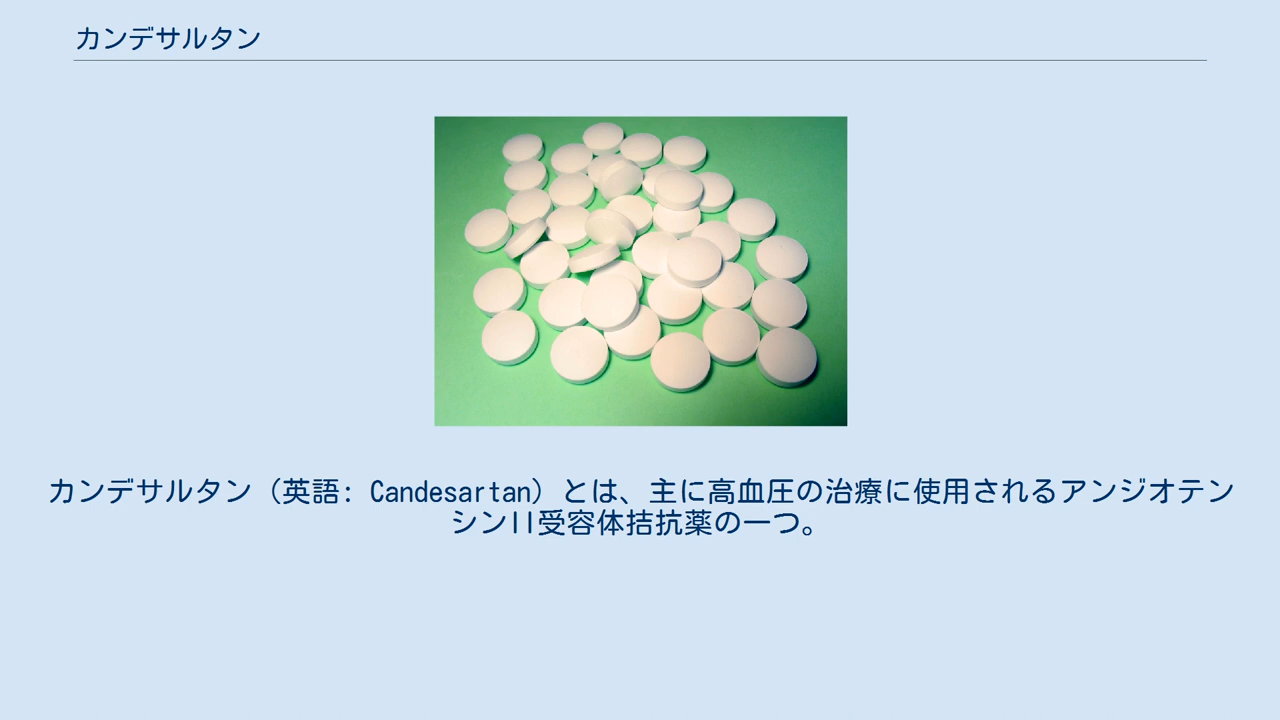 カンデサルタン
カンデサルタン（英語: Candesartan）とは、主に高血圧の治療に使用されるアンジオテン
シンII受容体拮抗薬の一つ。